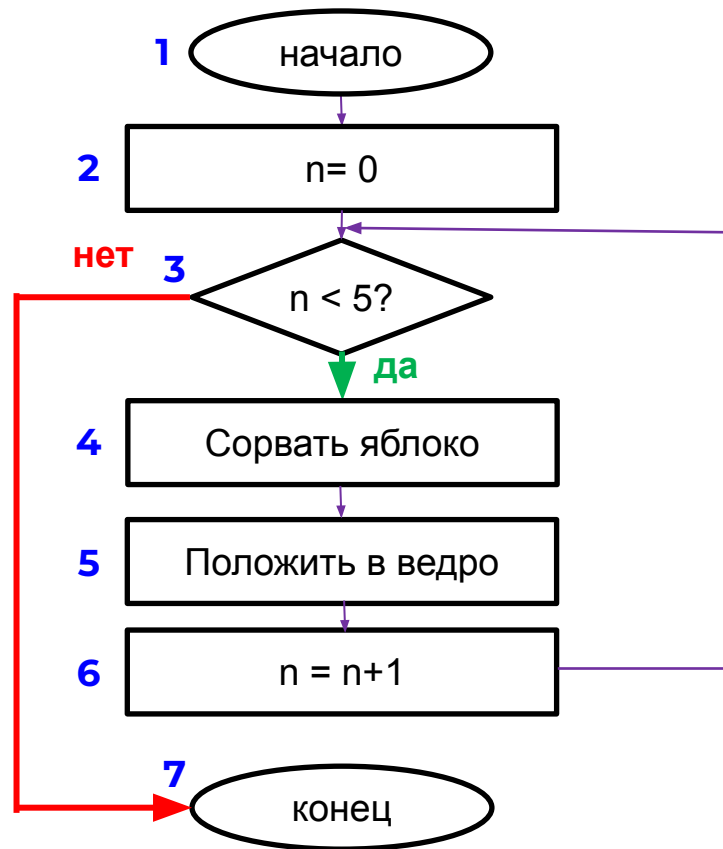 1 начало
2 n= 0
нет 3
n < 5?
да
4 Сорвать яблоко
5 Положить в ведро
6 n = n+1
7
конец